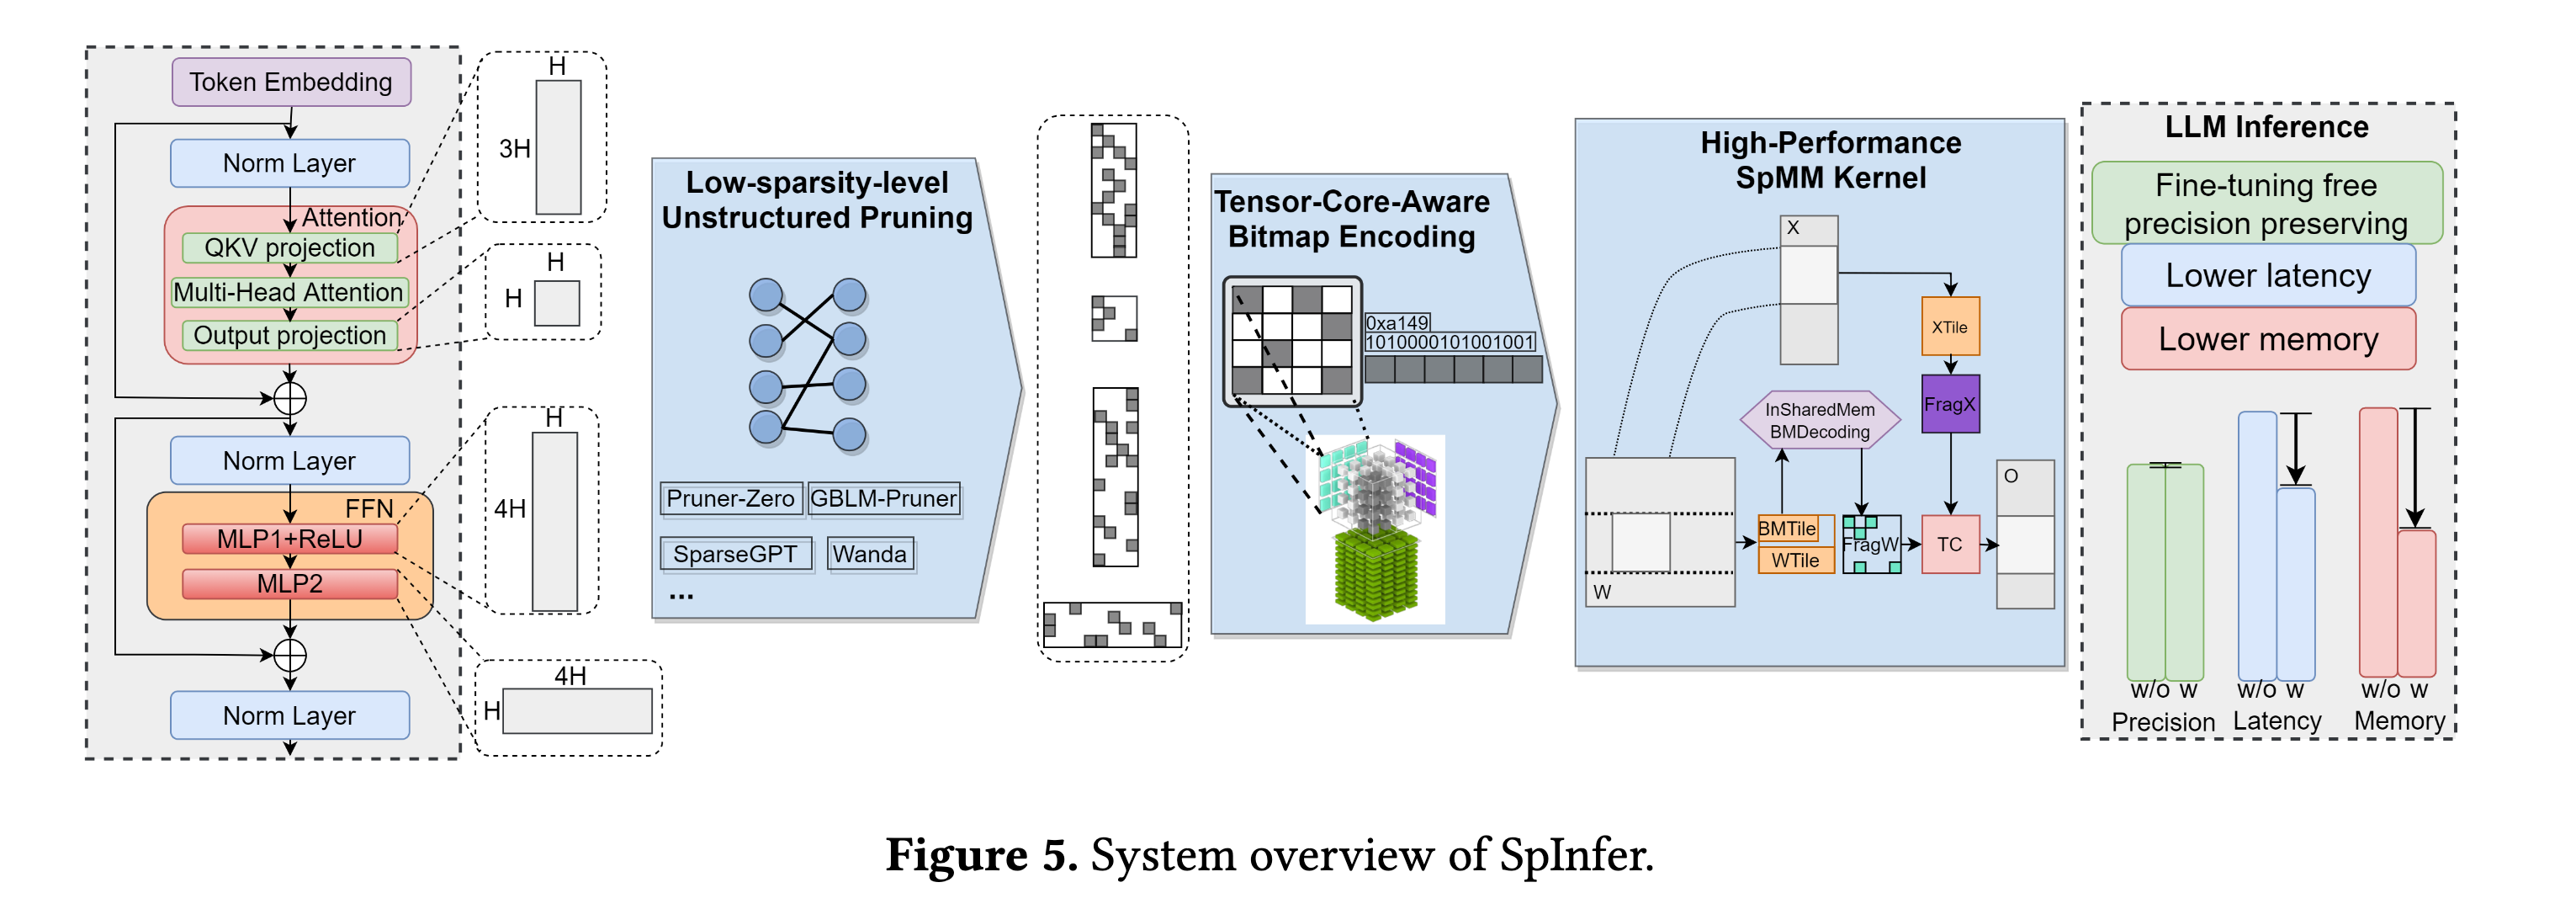 Token Embedding
Norm Layer
Attention
QKV projection
Multi-Head Attention
Output projection
Norm Layer
FFN
MLP1+ReLU
MLP2
Norm Layer
H
3H
H
H
H
4H
4H
H
Low-sparsity-level
Unstructured Pruning
Pruner-Zero
GBLM-Pruner
SparseGPT
Wanda
...
Tensor-Core-Aware
Bitmap Encoding
0xa149
1010000101001001
High-Performance
SpMM Kernel
X
XTile
FragX
InSharedMem
BMDecoding
W
BMTile
WTile
FragW
TC
O
LLM Inference
Fine-tuning free
precision preserving
Lower latency
Lower memory
w/o w
Precision
w/o w
Latency
w/o w
Memory
Figure 5. System overview of SpInfer.